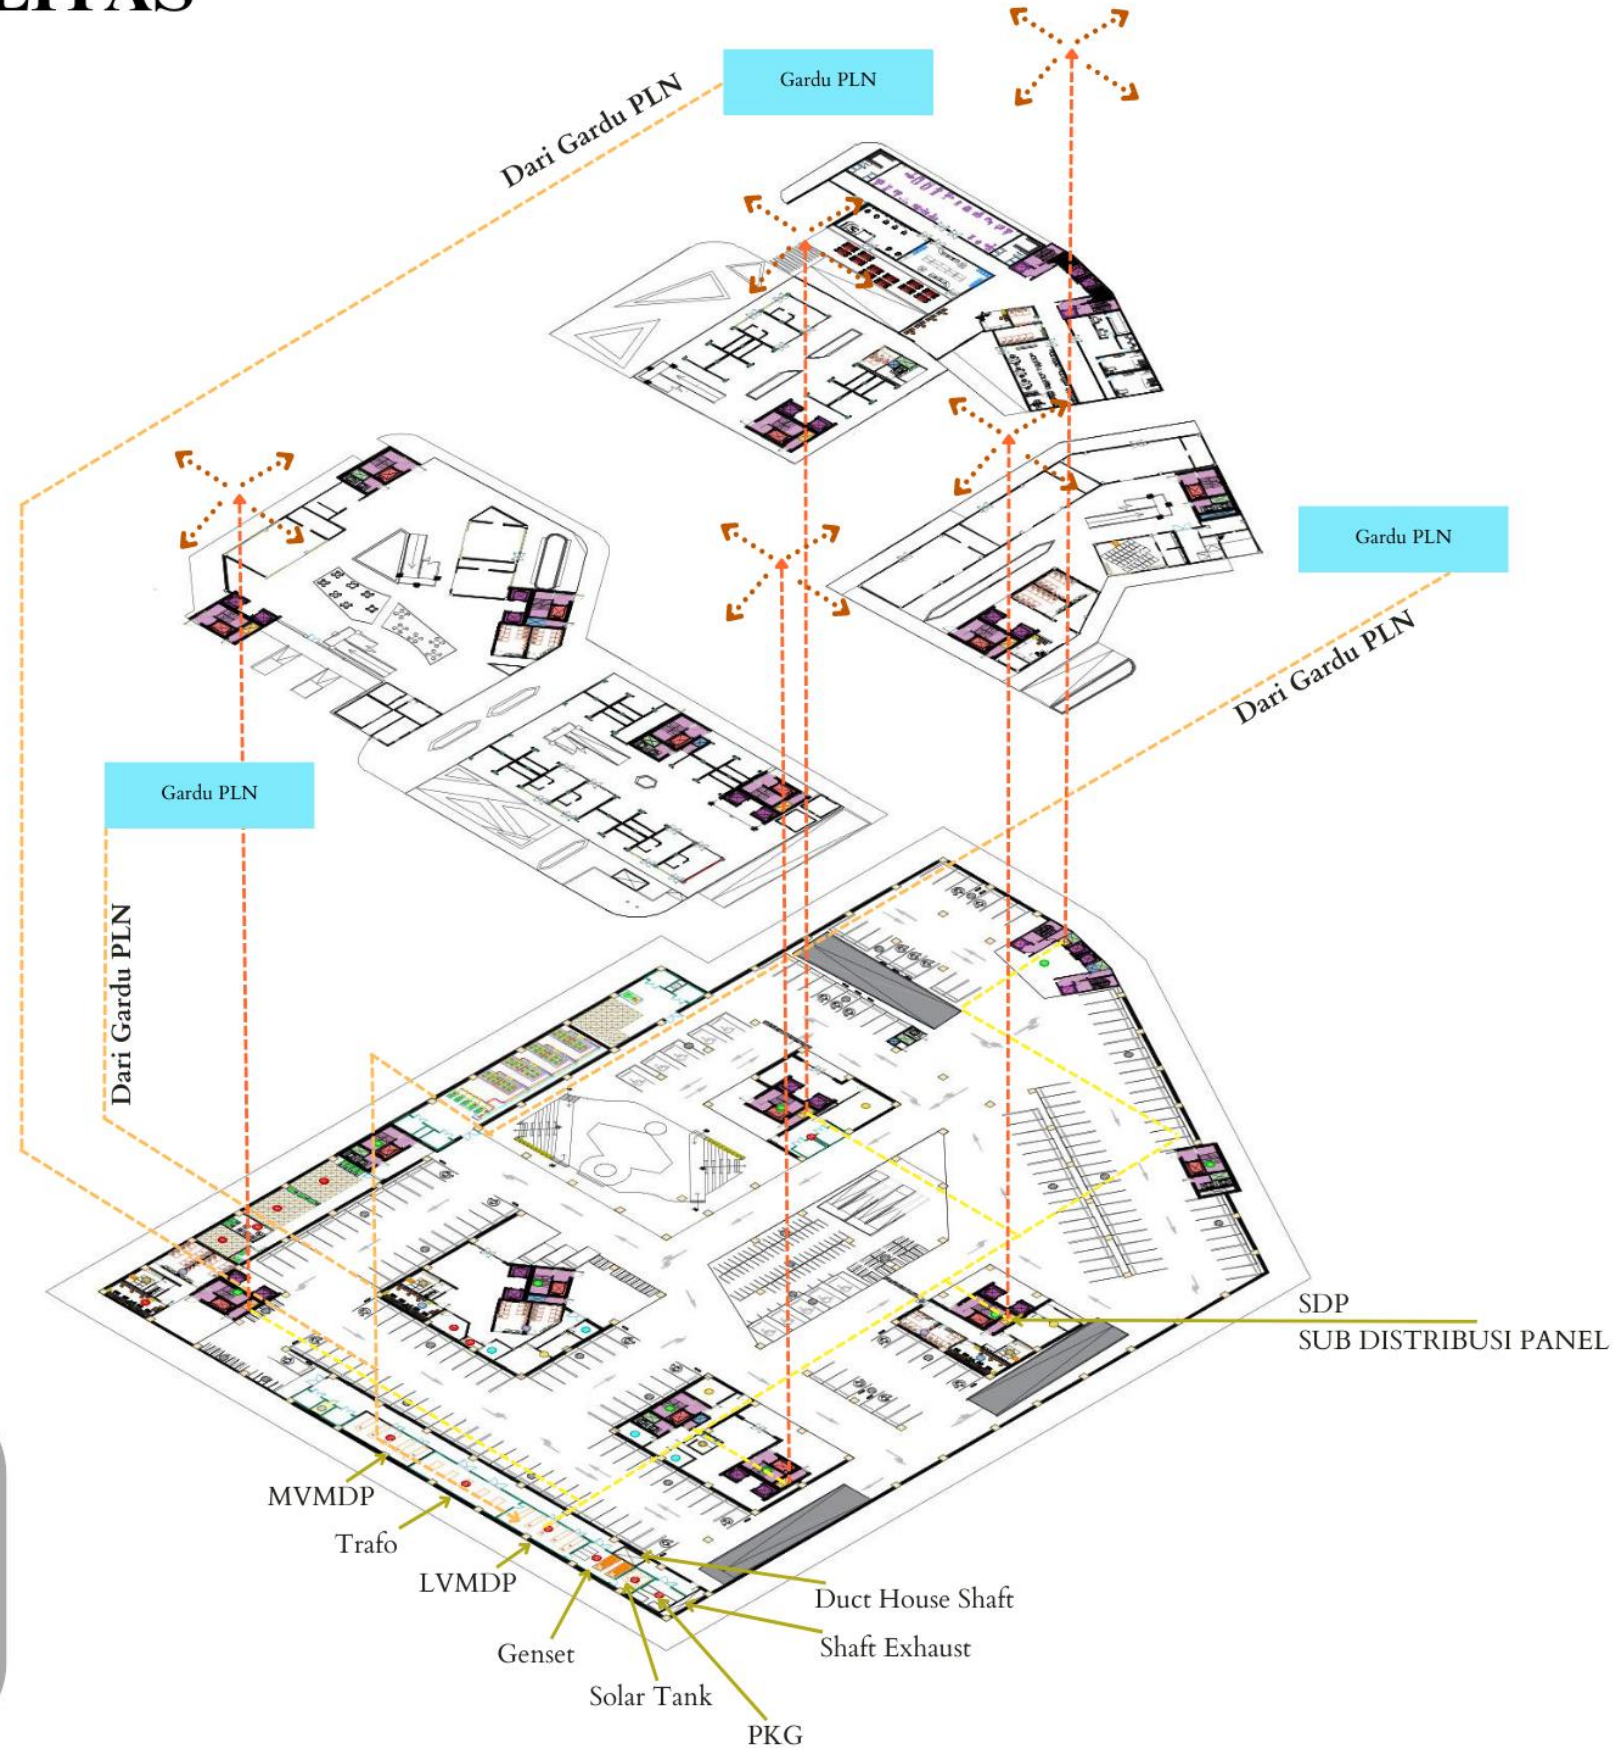 Gardu PLN
Dari Gardu PLN
Gardu PLN
Dari Gardu PLN
Gardu PLN
Dari Gardu PLN
SDP
SUB DISTRIBUSI PANEL
MVMDP
Trafo
LVMDP
Duct House Shaft
Genset
Shaft Exhaust
Solar Tank
PKG